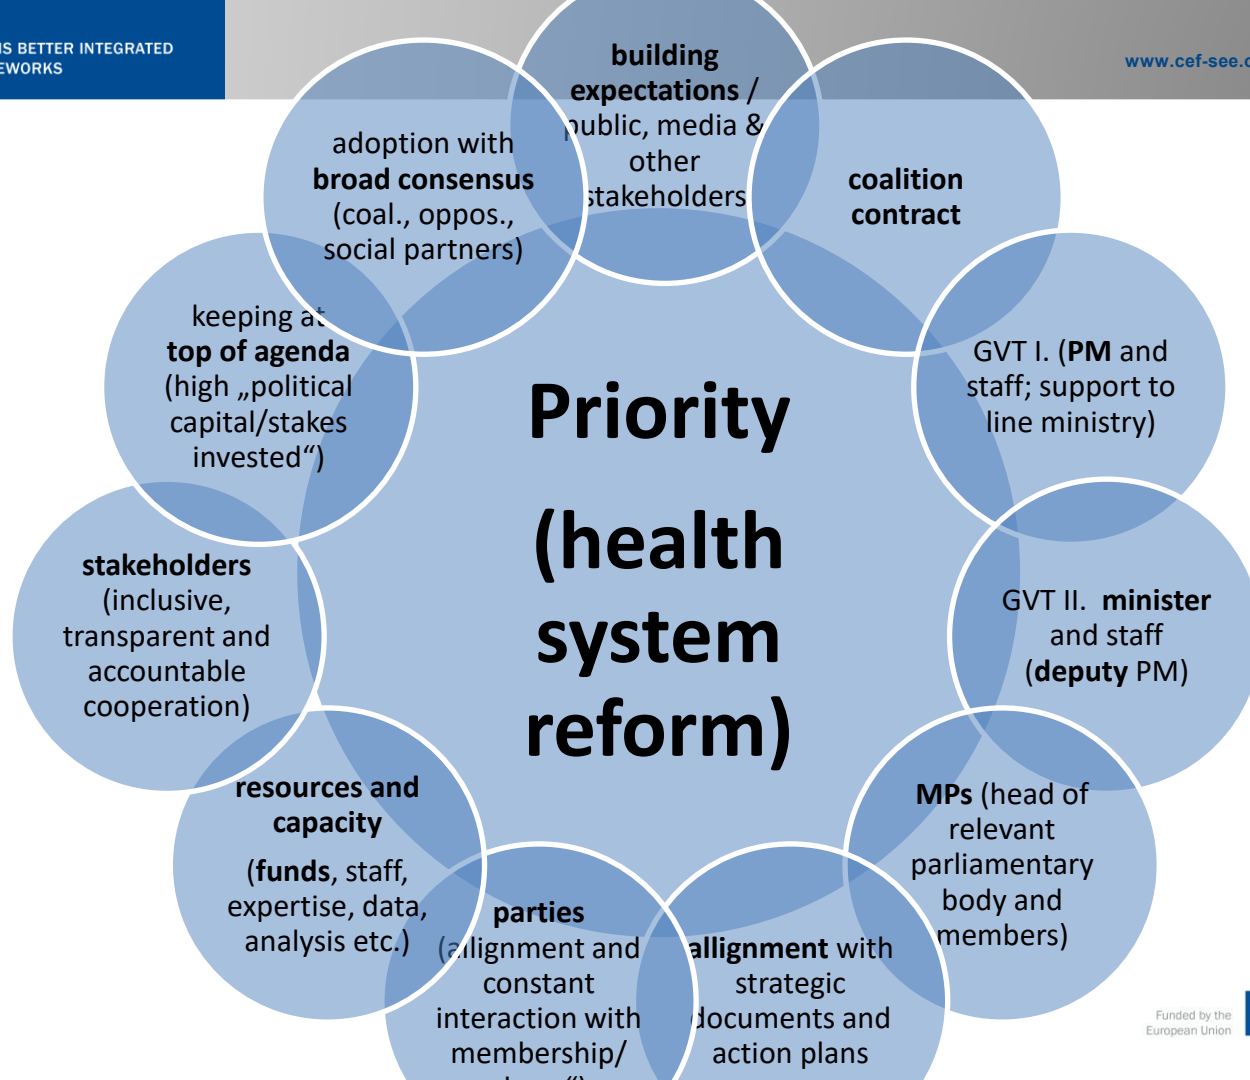 IS BETTER INTEGRATED
EWORKS
www.cef-see.o
building
expectations /
public, media &
other
stakeholders
coalition
contract
GVT I. (PM and
staff; support to
line ministry)
GVT II. minister
and staff
(deputy PM)
MPs (head of
relevant
parliamentary
body and
members)
allignment with
strategic
documents and
action plans
parties
(allignment and
constant
interaction with
membership/
resources and
capacity
(funds, staff,
expertise, data,
analysis etc.)
stakeholders
(inclusive,
transparent and
accountable
cooperation)
keeping at
top of agenda
(high „political
capital/stakes
invested“)
adoption with
broad consensus
(coal., oppos.,
social partners)
Priority
(health
system
reform)
Funded by the
European Union